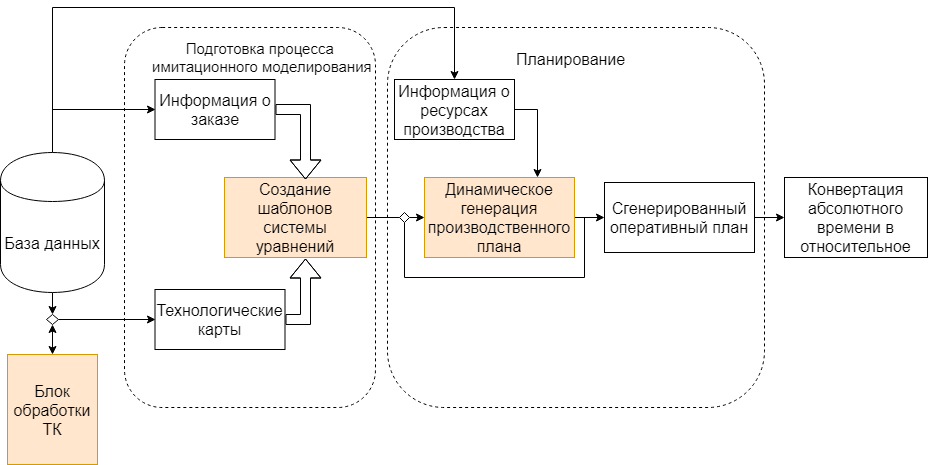 Подготовка процесса
имитационного моделирования
Планирование
Информация о
заказе
Информация о
ресурсах
производства
База данных
Создание
шаблонов
системы
уравнений
Динамическое
генерация
производственного
плана
Сгенерированный
оперативный план
Конвертация
абсолютного
времени в
относительное
Технологические
карты
Блок
обработки
ТК